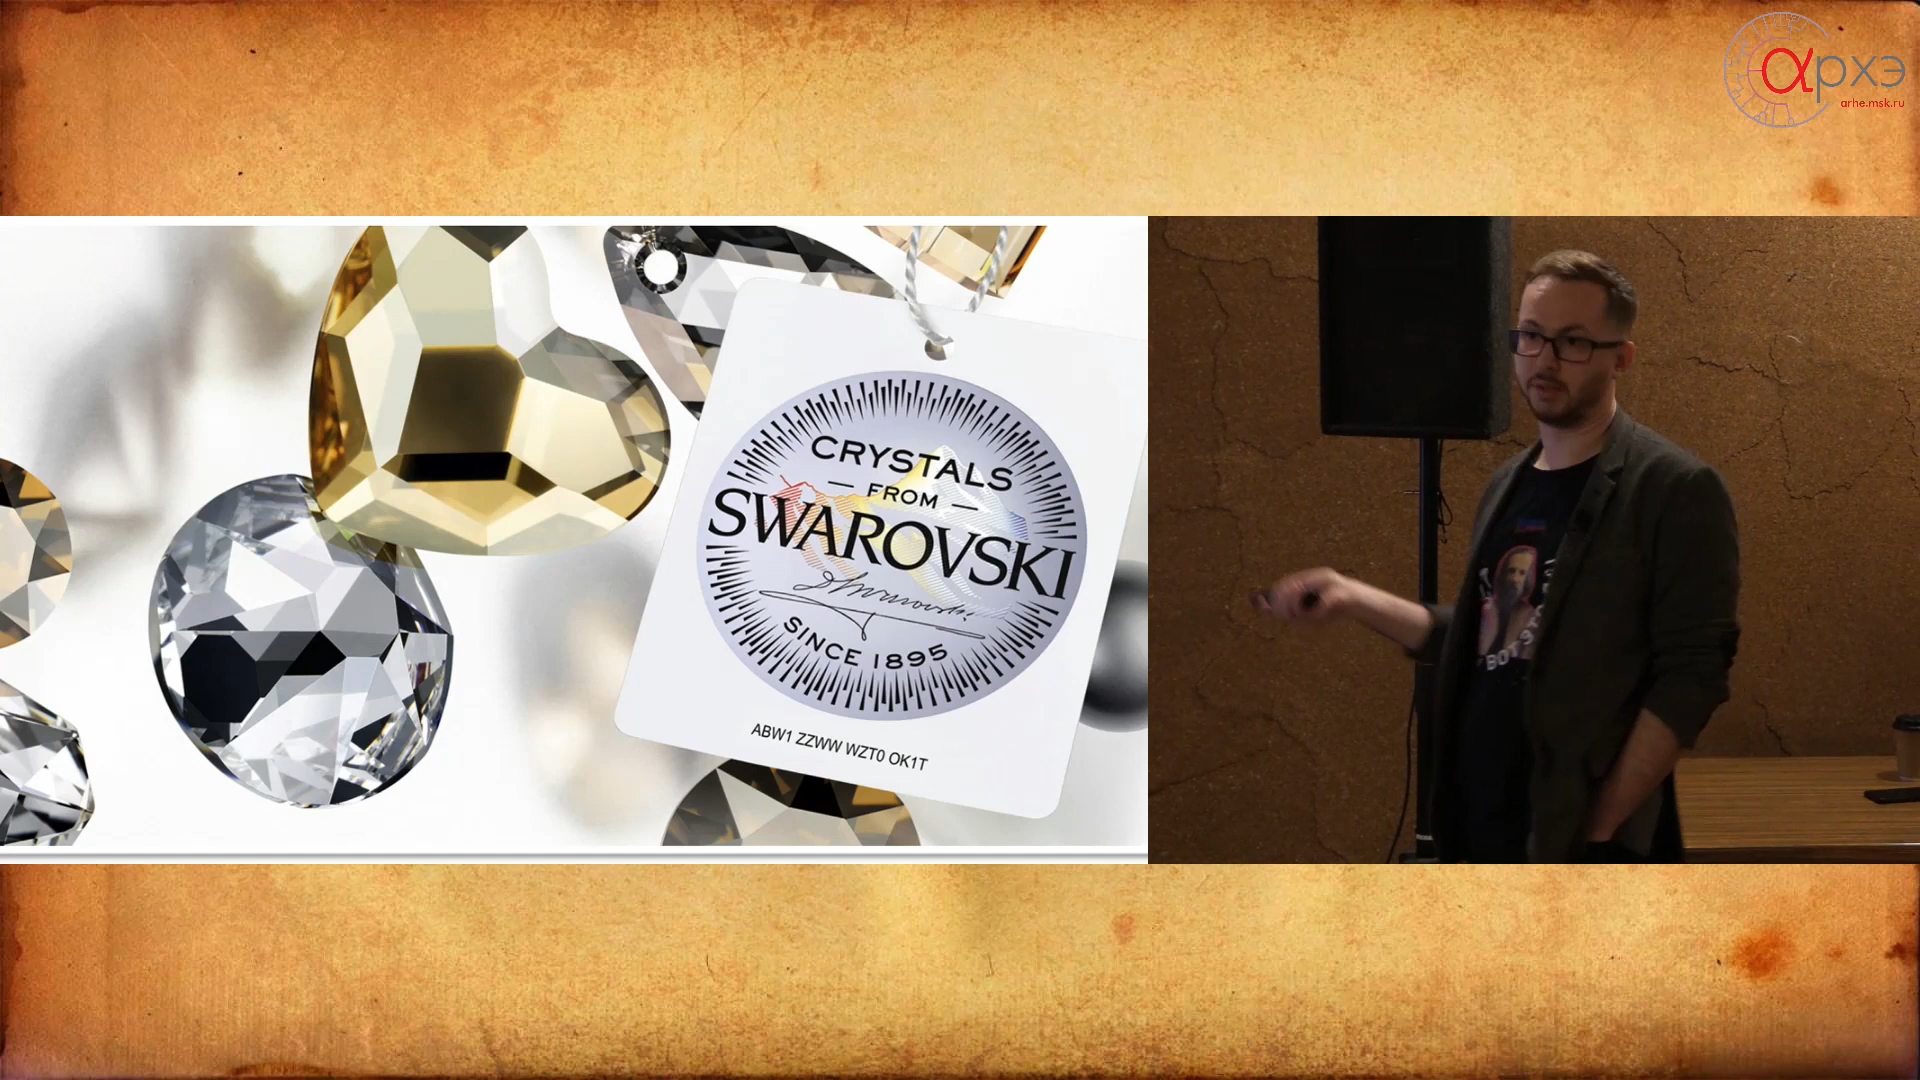 αрхэ
arhe.msk.ru
CRYSTALS
— FROM —
SWAROVSKI
SINCE 1895
ABW1 ZZWW WZT0 OK1T